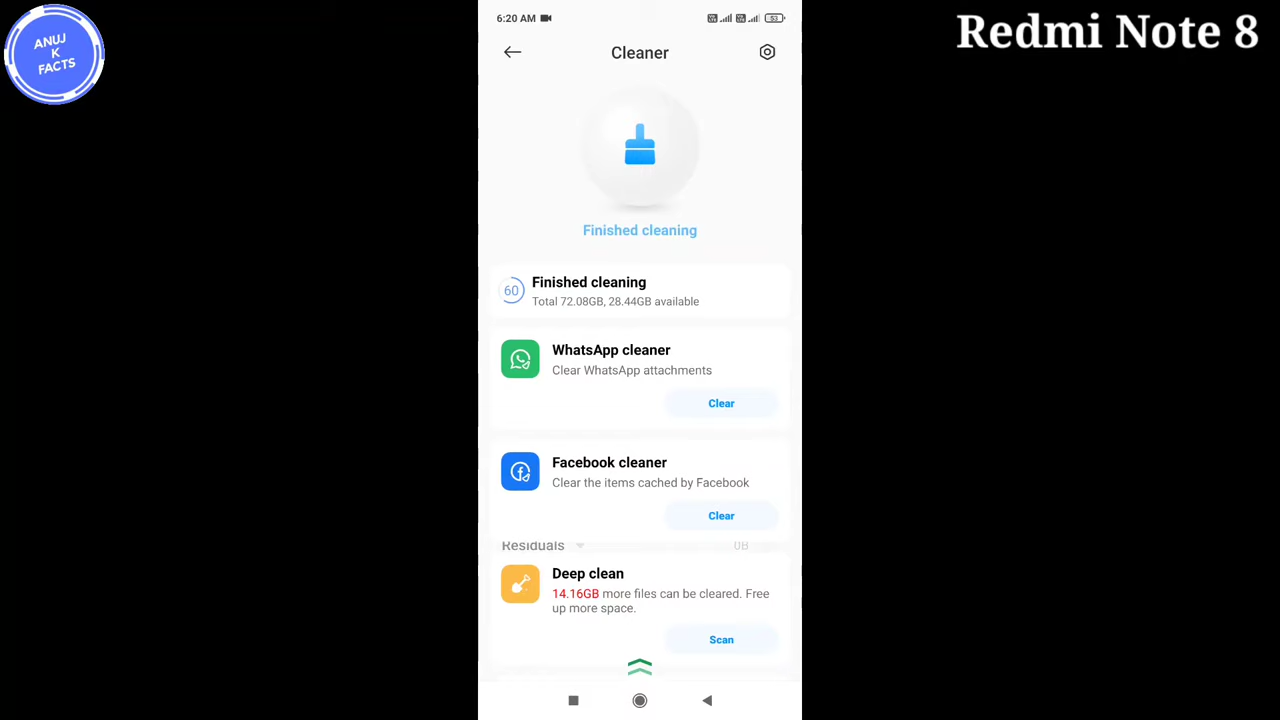 ANUJ
K
FACTS
Redmi Note 8
6:20 AM
53
Cleaner
Finished cleaning
60
Finished cleaning
Total 72.08GB, 28.44GB available
WhatsApp cleaner
Clear WhatsApp attachments
Clear
Facebook cleaner
Clear the items cached by Facebook
Clear
Residuals
0B
Deep clean
14.16GB more files can be cleared. Free
up more space.
Scan